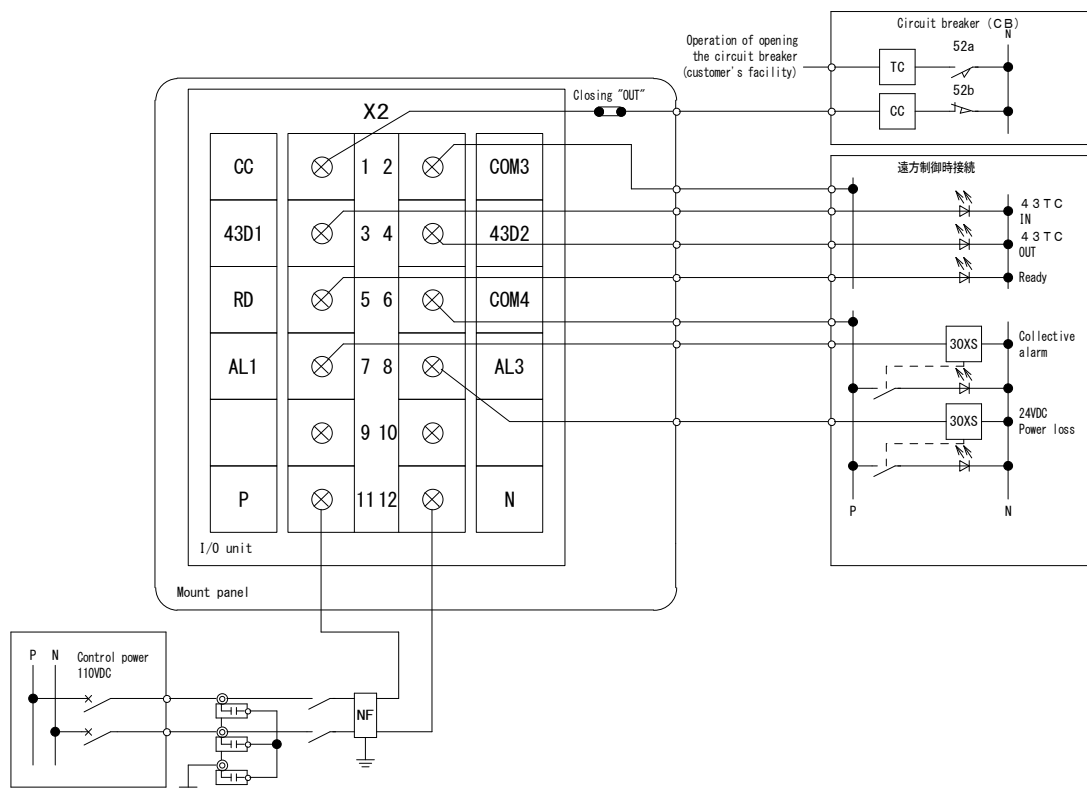 Circuit breaker (ＣＢ)
N
Operation of opening
the circuit breaker
(customer's facility)
TC
52a
Closing "OUT"
CC
52b
X2
CC
1 2
COM3
遠方制御時接続
43D1
3 4
43D2
４３ＴＣ
IN
４３ＴＣ
OUT
RD
5 6
COM4
Ready
AL1
7 8
AL3
30XS
Collective
alarm
9 10
30XS
24VDC
Power loss
P
11 12
N
P
N
I/O unit
Mount panel
P
N
Control power
110VDC
NF